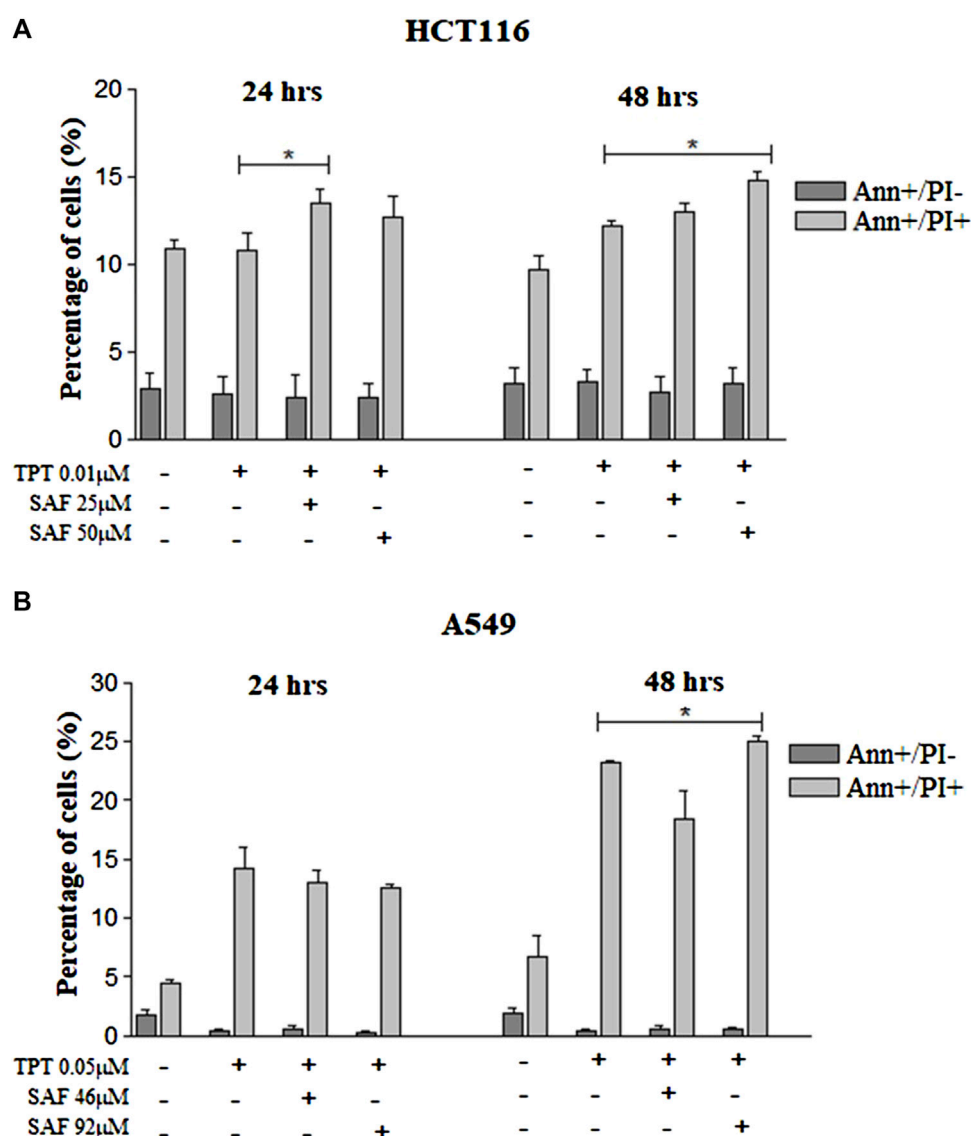 A
HCT116
24 hrs
48 hrs
Percentage of cells (%)
20
15
10
5
0
*
*
Ann+/PI-
Ann+/PI+
TPT 0.01μM - + + + - + + +
SAF 25μM - - + - - - + -
SAF 50μM - - - + - - - +
B
A549
24 hrs
48 hrs
Percentage of cells (%)
30
25
20
15
10
5
0
*
Ann+/PI-
Ann+/PI+
TPT 0.05μM - + + + - + + +
SAF 46μM - - + - - - + -
SAF 92μM - - - + - - - +